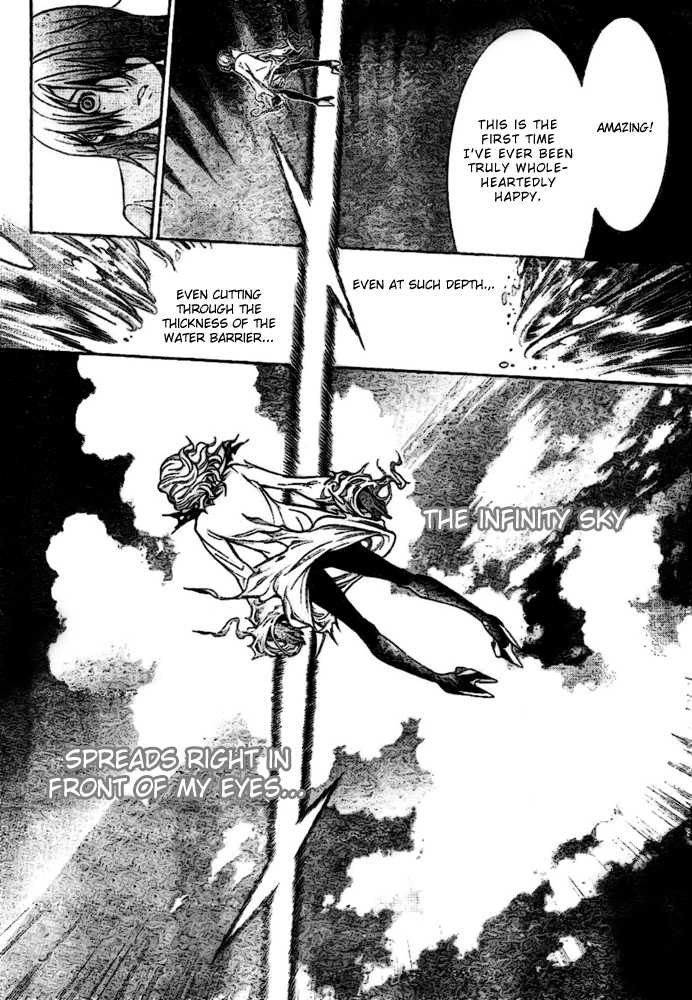 AMAZING!
THIS IS THE
FIRST TIME
I'VE EVER BEEN
TRULY WHOLE-
HEARTEDLY
HAPPY.
EVEN AT SUCH DEPTH...
EVEN CUTTING
THROUGH THE
THICKNESS OF THE
WATER BARRIER...
THE INFINITY SKY
SPREADS RIGHT IN
FRONT OF MY EYES...